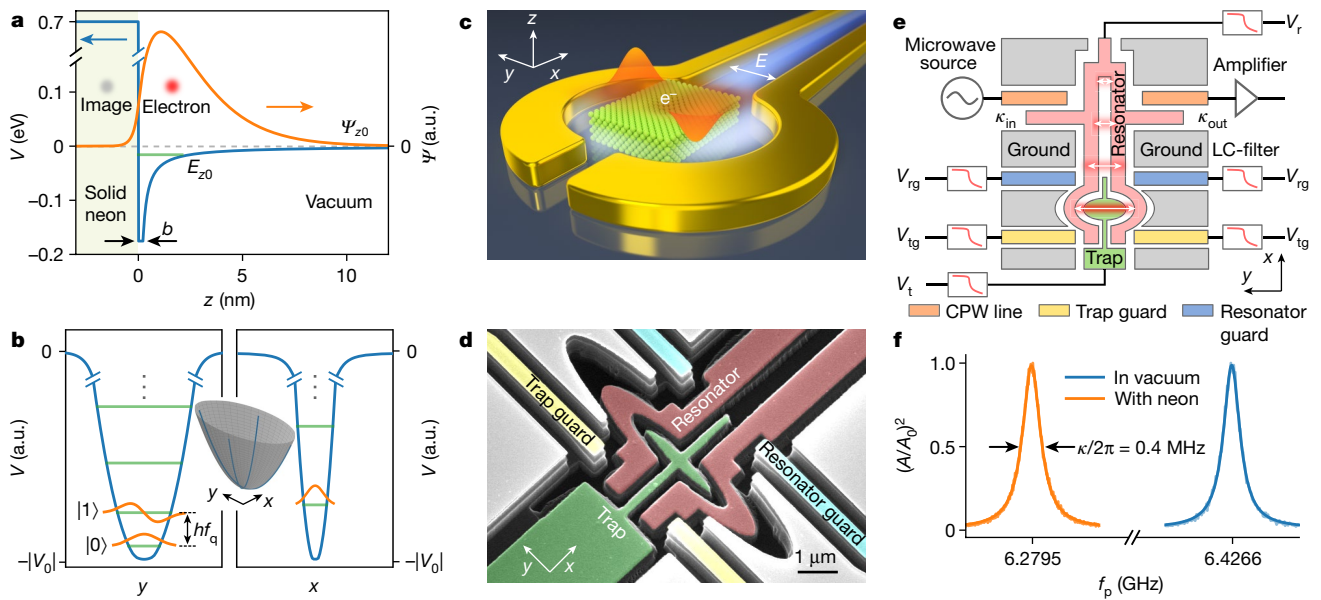 a
0.7
0.1
0
−0.1
−0.2
V (eV)
Image
Electron
Ψz0
Ez0
Solid
neon
Vacuum
b
0
Ψ (a.u.)
0
5
10
z (nm)
b
0
V (a.u.)
−|V0|
|1⟩
|0⟩
hfq
y
x
0
V (a.u.)
−|V0|
y
x
c
z
y
x
e−
E
d
Trap guard
Resonator
Trap
Resonator guard
y
x
1 μm
e
Microwave
source
Vr
Amplifier
κin
κout
Resonator
Ground
Ground
LC-filter
Vrg
Vrg
Vtg
Vtg
Trap
Vt
x
y
CPW line
Trap guard
Resonator
guard
f
1.0
0.5
0
(A/A0)2
In vacuum
With neon
κ/2π = 0.4 MHz
6.2795
6.4266
fp (GHz)